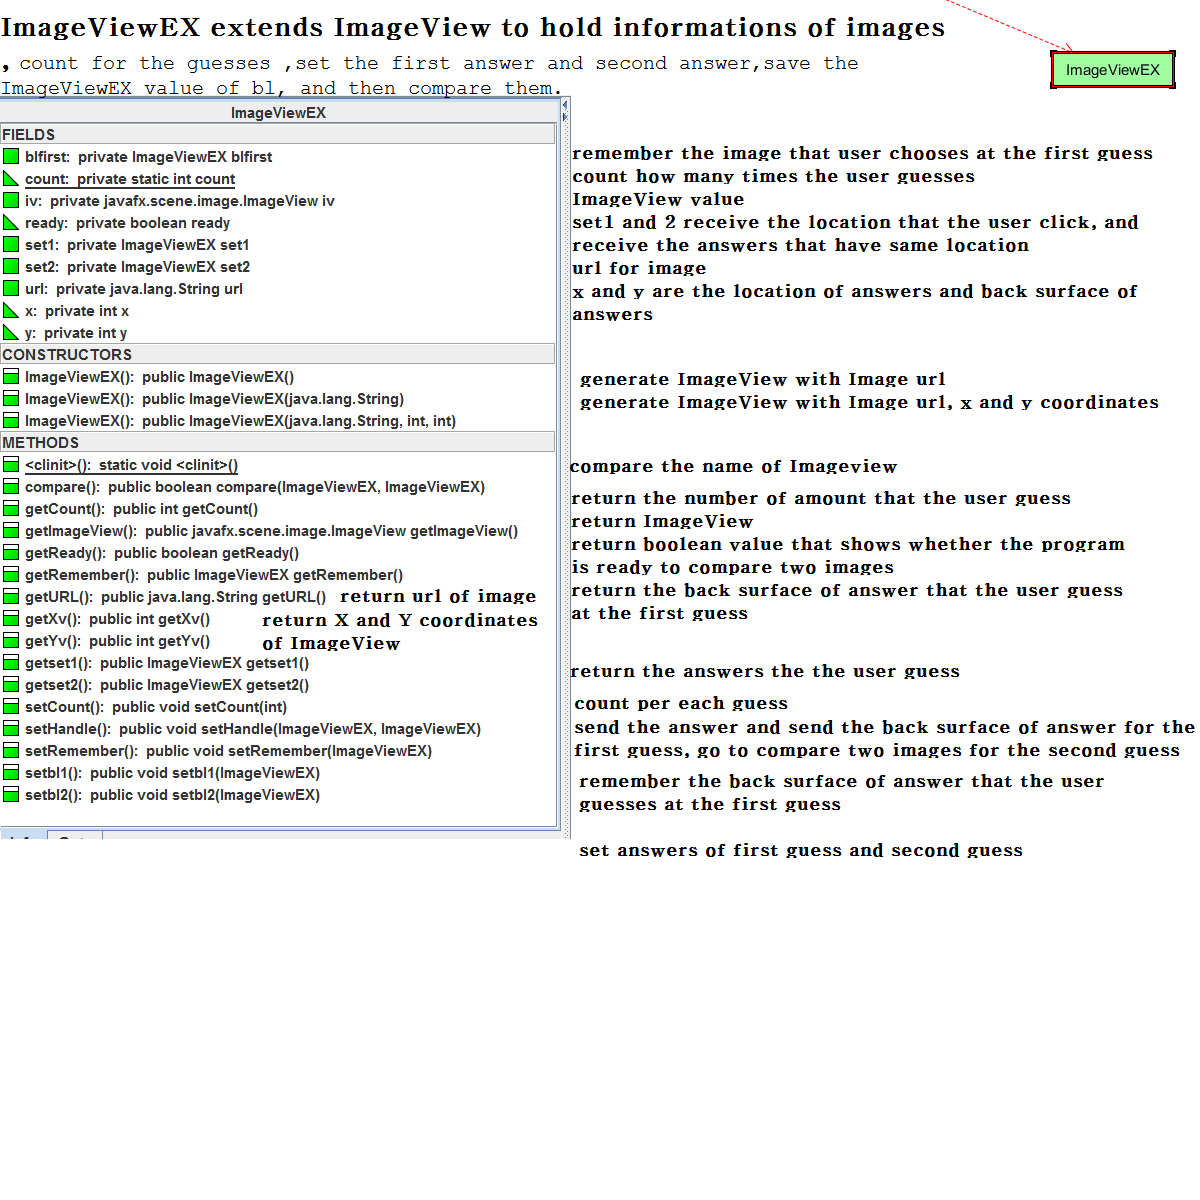 ImageViewEX extends ImageView to hold informations of images
, count for the guesses ,set the first answer and second answer,save the
ImageViewEX value of bl, and then compare them.
ImageViewEX
ImageViewEX
FIELDS
blfirst: private ImageViewEX blfirst
count: private static int count
iv: private javafx.scene.image.ImageView iv
ready: private boolean ready
set1: private ImageViewEX set1
set2: private ImageViewEX set2
url: private java.lang.String url
x: private int x
y: private int y
CONSTRUCTORS
ImageViewEX(): public ImageViewEX()
ImageViewEX(): public ImageViewEX(java.lang.String)
ImageViewEX(): public ImageViewEX(java.lang.String, int, int)
METHODS
<clinit>(): static void <clinit>()
compare(): public boolean compare(ImageViewEX, ImageViewEX)
getCount(): public int getCount()
getImageView(): public javafx.scene.image.ImageView getImageView()
getReady(): public boolean getReady()
getRemember(): public ImageViewEX getRemember()
getURL(): public java.lang.String getURL() return url of image
getXv(): public int getXv() return X and Y coordinates
getYv(): public int getYv() of ImageView
getset1(): public ImageViewEX getset1()
getset2(): public ImageViewEX getset2()
setCount(): public void setCount(int)
setHandle(): public void setHandle(ImageViewEX, ImageViewEX)
setRemember(): public void setRemember(ImageViewEX)
setbl1(): public void setbl1(ImageViewEX)
setbl2(): public void setbl2(ImageViewEX)
remember the image that user chooses at the first guess
count how many times the user guesses
ImageView value
set1 and 2 receive the location that the user click, and
receive the answers that have same location
url for image
x and y are the location of answers and back surface of
answers
generate ImageView with Image url
generate ImageView with Image url, x and y coordinates
compare the name of Imageview
return the number of amount that the user guess
return ImageView
return boolean value that shows whether the program
is ready to compare two images
return the back surface of answer that the user guess
at the first guess
return the answers the the user guess
count per each guess
send the answer and send the back surface of answer for the
first guess, go to compare two images for the second guess
remember the back surface of answer that the user
guesses at the first guess
set answers of first guess and second guess